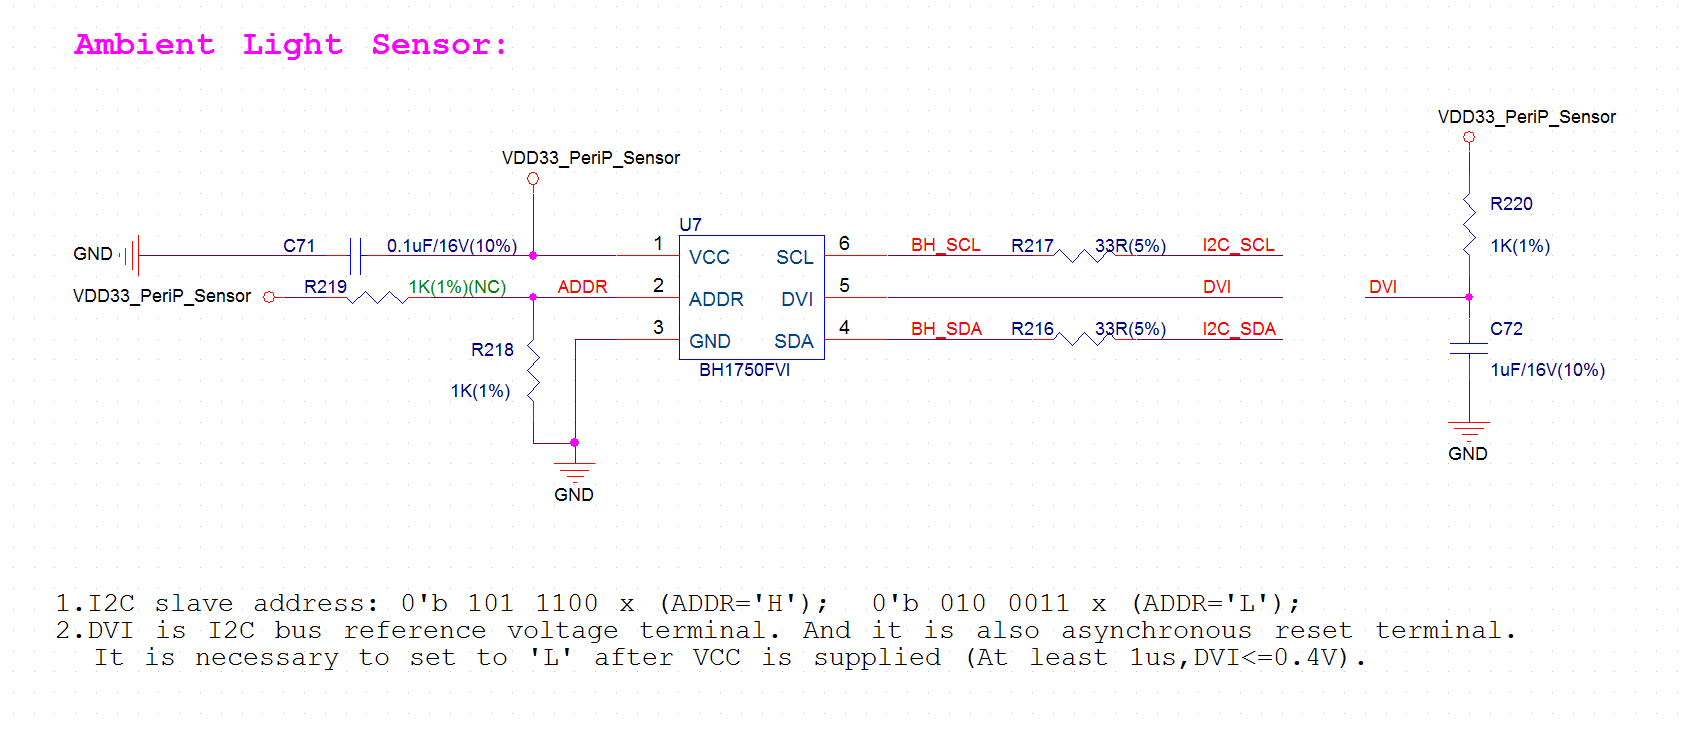 Ambient Light Sensor:
VDD33_PeriP_Sensor
VDD33_PeriP_Sensor
R220
1K(1%)
U7
GND
C71
0.1uF/16V(10%)
1
VCC
SCL
6
BH_SCL
R217
33R(5%)
I2C_SCL
VDD33_PeriP_Sensor
R219
1K(1%)(NC)
ADDR
2
ADDR
DVI
5
DVI
DVI
3
GND
SDA
4
BH_SDA
R216
33R(5%)
I2C_SDA
C72
1uF/16V(10%)
R218
1K(1%)
BH1750FVI
GND
GND
1.I2C slave address: 0'b 101 1100 x (ADDR='H'); 0'b 010 0011 x (ADDR='L');
2.DVI is I2C bus reference voltage terminal. And it is also asynchronous reset terminal.
It is necessary to set to 'L' after VCC is supplied (At least 1us,DVI<=0.4V).